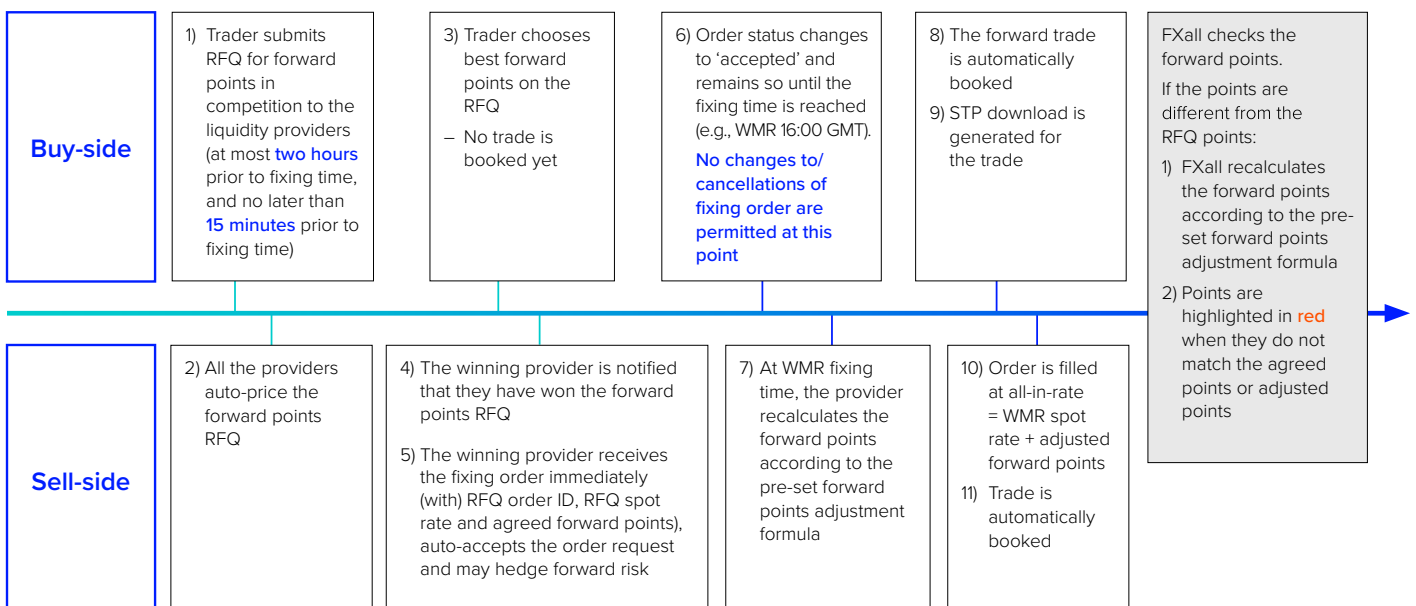 Buy-side
1) Trader submits
RFQ for forward
points in
competition to the
liquidity providers
(at most two hours
prior to fixing time,
and no later than
15 minutes prior to
fixing time)
3) Trader chooses
best forward
points on the
RFQ
– No trade is
booked yet
6) Order status changes
to ‘accepted’ and
remains so until the
fixing time is reached
(e.g., WMR 16:00 GMT).
No changes to/
cancellations of
fixing order are
permitted at this
point
8) The forward trade
is automatically
booked
9) STP download is
generated for
the trade
FXall checks the
forward points.
If the points are
different from the
RFQ points:
1) FXall recalculates
the forward points
according to the pre-
set forward points
adjustment formula
2) Points are
highlighted in red
when they do not
match the agreed
points or adjusted
points
Sell-side
2) All the providers
auto-price the
forward points
RFQ
4) The winning provider is notified
that they have won the forward
points RFQ
5) The winning provider receives
the fixing order immediately
(with) RFQ order ID, RFQ spot
rate and agreed forward points),
auto-accepts the order request
and may hedge forward risk
7) At WMR fixing
time, the provider
recalculates the
forward points
according to the
pre-set forward
points adjustment
formula
10) Order is filled
at all-in-rate
= WMR spot
rate + adjusted
forward points
11) Trade is
automatically
booked